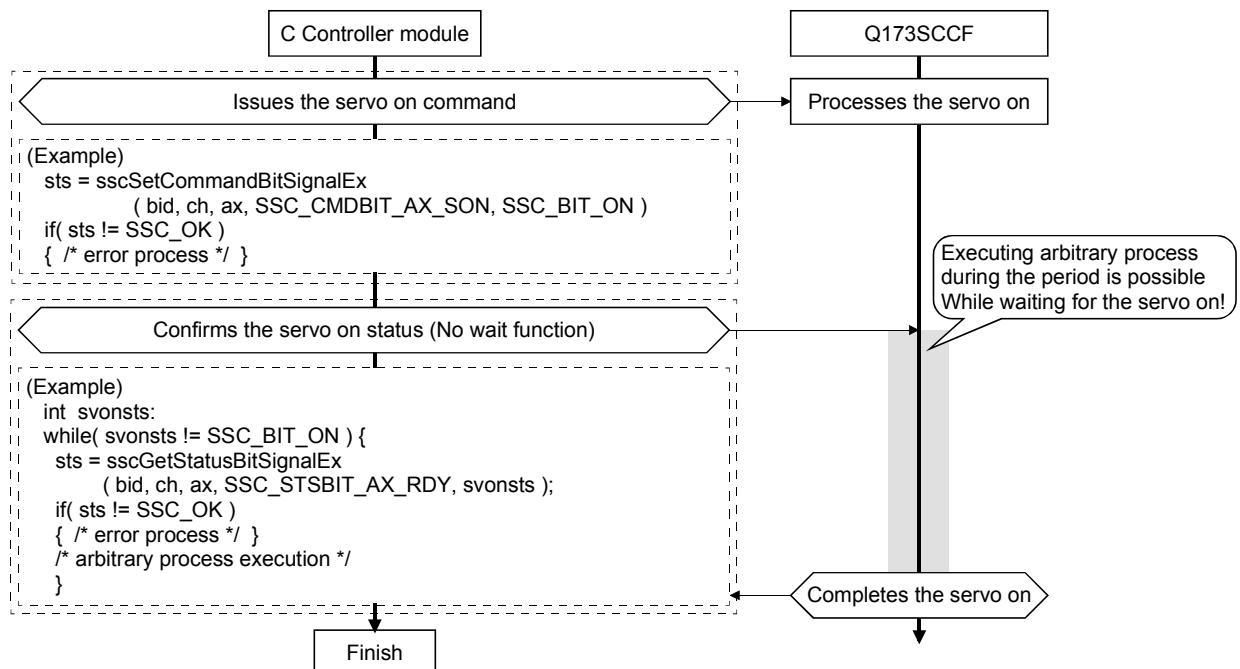 C Controller module
Q173SCCF
Issues the servo on command
Processes the servo on
(Example)
sts = sscSetCommandBitSignalEx
( bid, ch, ax, SSC_CMDBIT_AX_SON, SSC_BIT_ON )
if( sts != SSC_OK )
{ /* error process */ }
Executing arbitrary process
during the period is possible
While waiting for the servo on!
Confirms the servo on status (No wait function)
(Example)
int svonsts:
while( svonsts != SSC_BIT_ON ) {
sts = sscGetStatusBitSignalEx
( bid, ch, ax, SSC_STSBIT_AX_RDY, svonsts );
if( sts != SSC_OK )
{ /* error process */ }
/* arbitrary process execution */
}
Completes the servo on
Finish